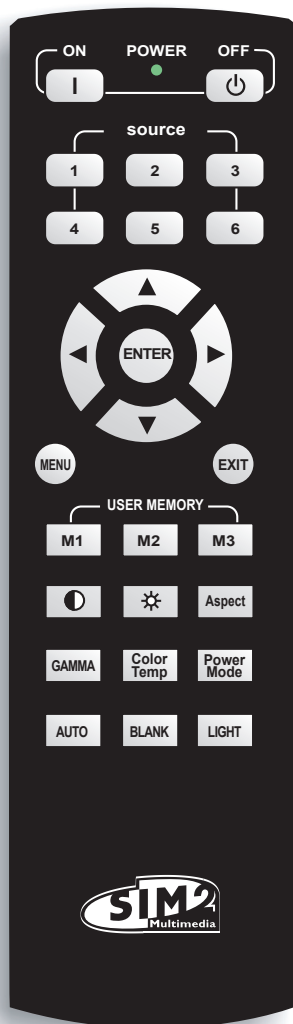 ON POWER OFF
I
source
1 2 3
4 5 6
ENTER
MENU EXIT
USER MEMORY
M1 M2 M3
Aspect
GAMMA Color Temp Power Mode
AUTO BLANK LIGHT
SIM2
Multimedia